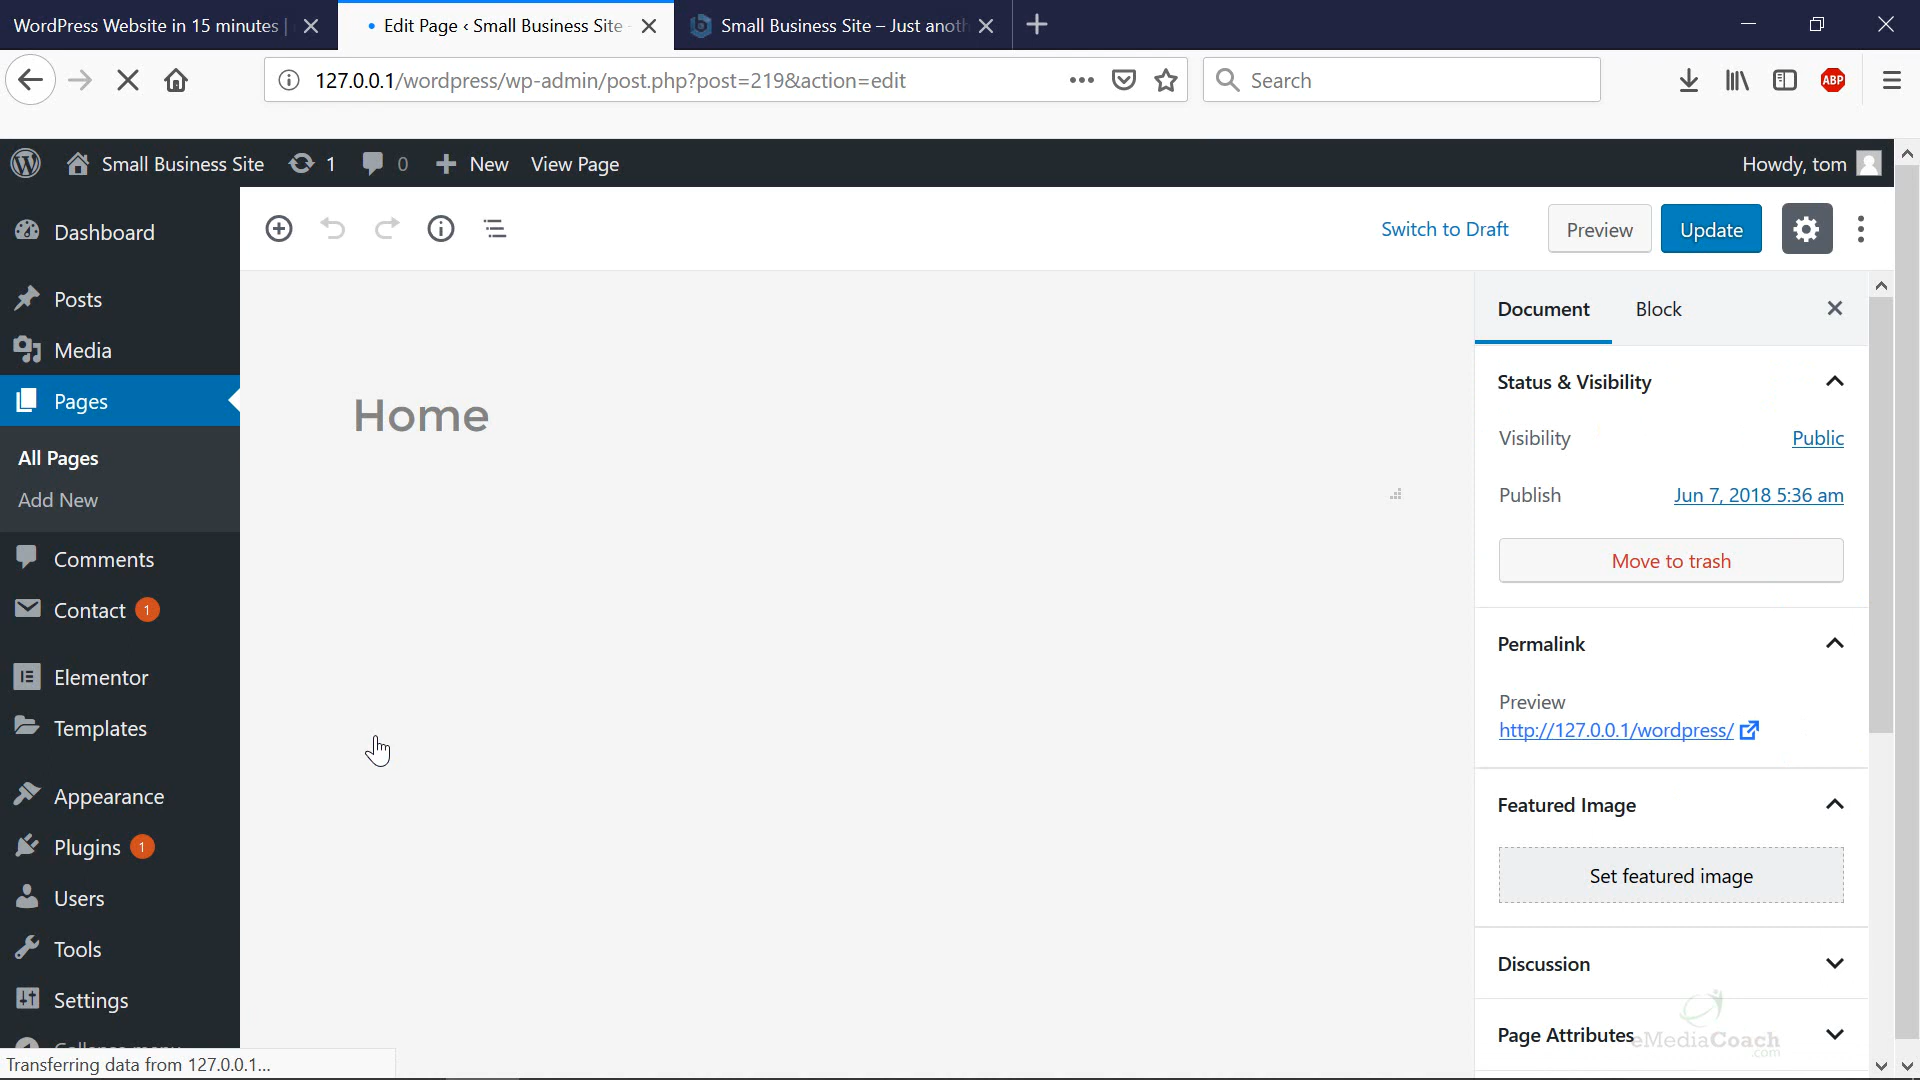 WordPress Website in 15 minutes |
Edit Page ‹ Small Business Site
Small Business Site – Just anoth
127.0.0.1/wordpress/wp-admin/post.php?post=219&action=edit
Search
ABP
Small Business Site
1
0
New
View Page
Howdy, tom
Dashboard
Posts
Media
Pages
All Pages
Add New
Comments
Contact 1
Elementor
Templates
Appearance
Plugins 1
Users
Tools
Settings
Collapse menu
Transferring data from 127.0.0.1...
Switch to Draft
Preview
Update
Home
Document
Block
Status & Visibility
Visibility
Public
Publish
Jun 7, 2018 5:36 am
Move to trash
Permalink
Preview
http://127.0.0.1/wordpress/
Featured Image
Set featured image
Discussion
Page Attributes
eMediaCoach
.com